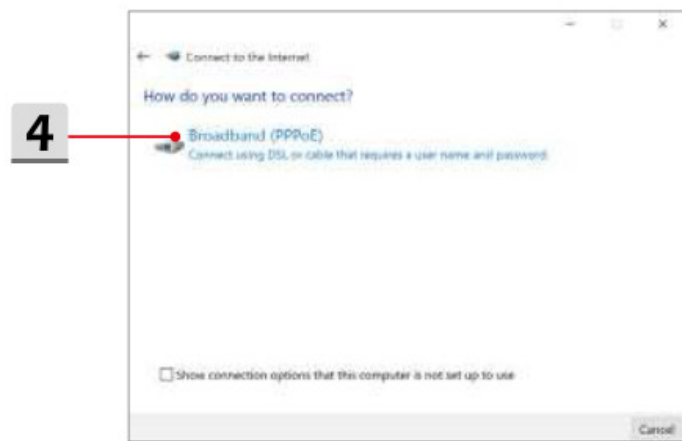 Connect to the Internet
How do you want to connect?
4
Broadband (PPPoE)
Connect using DSL or cable that requires a user name and password.
Show connection options that this computer is not set up to use
Cancel